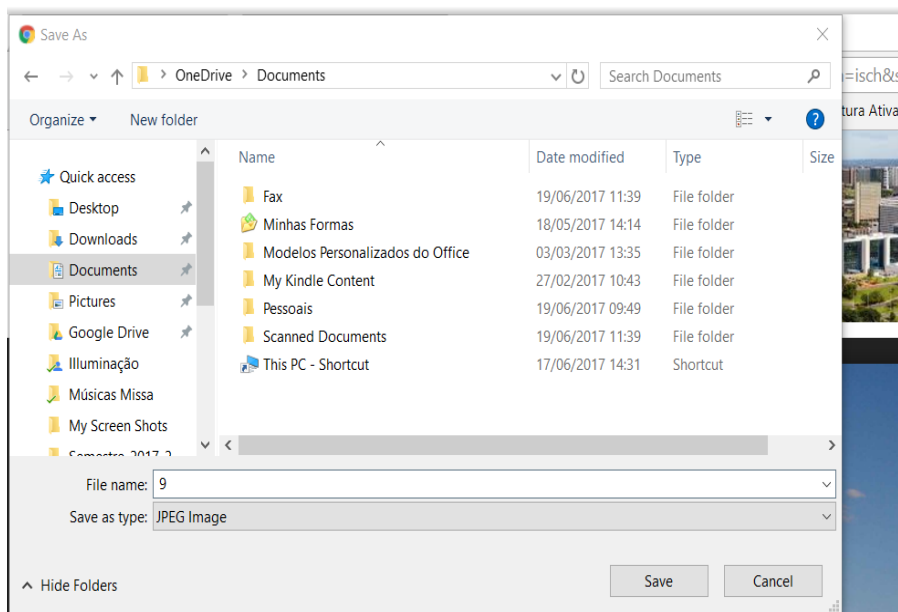 Save As
OneDrive > Documents
Search Documents
=isch&s
Organize
New folder
?
tura Ativa
Name
Date modified
Type
Size
Quick access
Desktop
Downloads
Documents
Pictures
Google Drive
Illuminação
Músicas Missa
My Screen Shots
Semestre 2017-2
Fax 19/06/2017 11:39 File folder
Minhas Formas 18/05/2017 14:14 File folder
Modelos Personalizados do Office 03/03/2017 13:35 File folder
My Kindle Content 27/02/2017 10:43 File folder
Pessoais 19/06/2017 09:49 File folder
Scanned Documents 19/06/2017 11:39 File folder
This PC - Shortcut 17/06/2017 14:31 Shortcut
File name: 9
Save as type: JPEG Image
Hide Folders
Save
Cancel